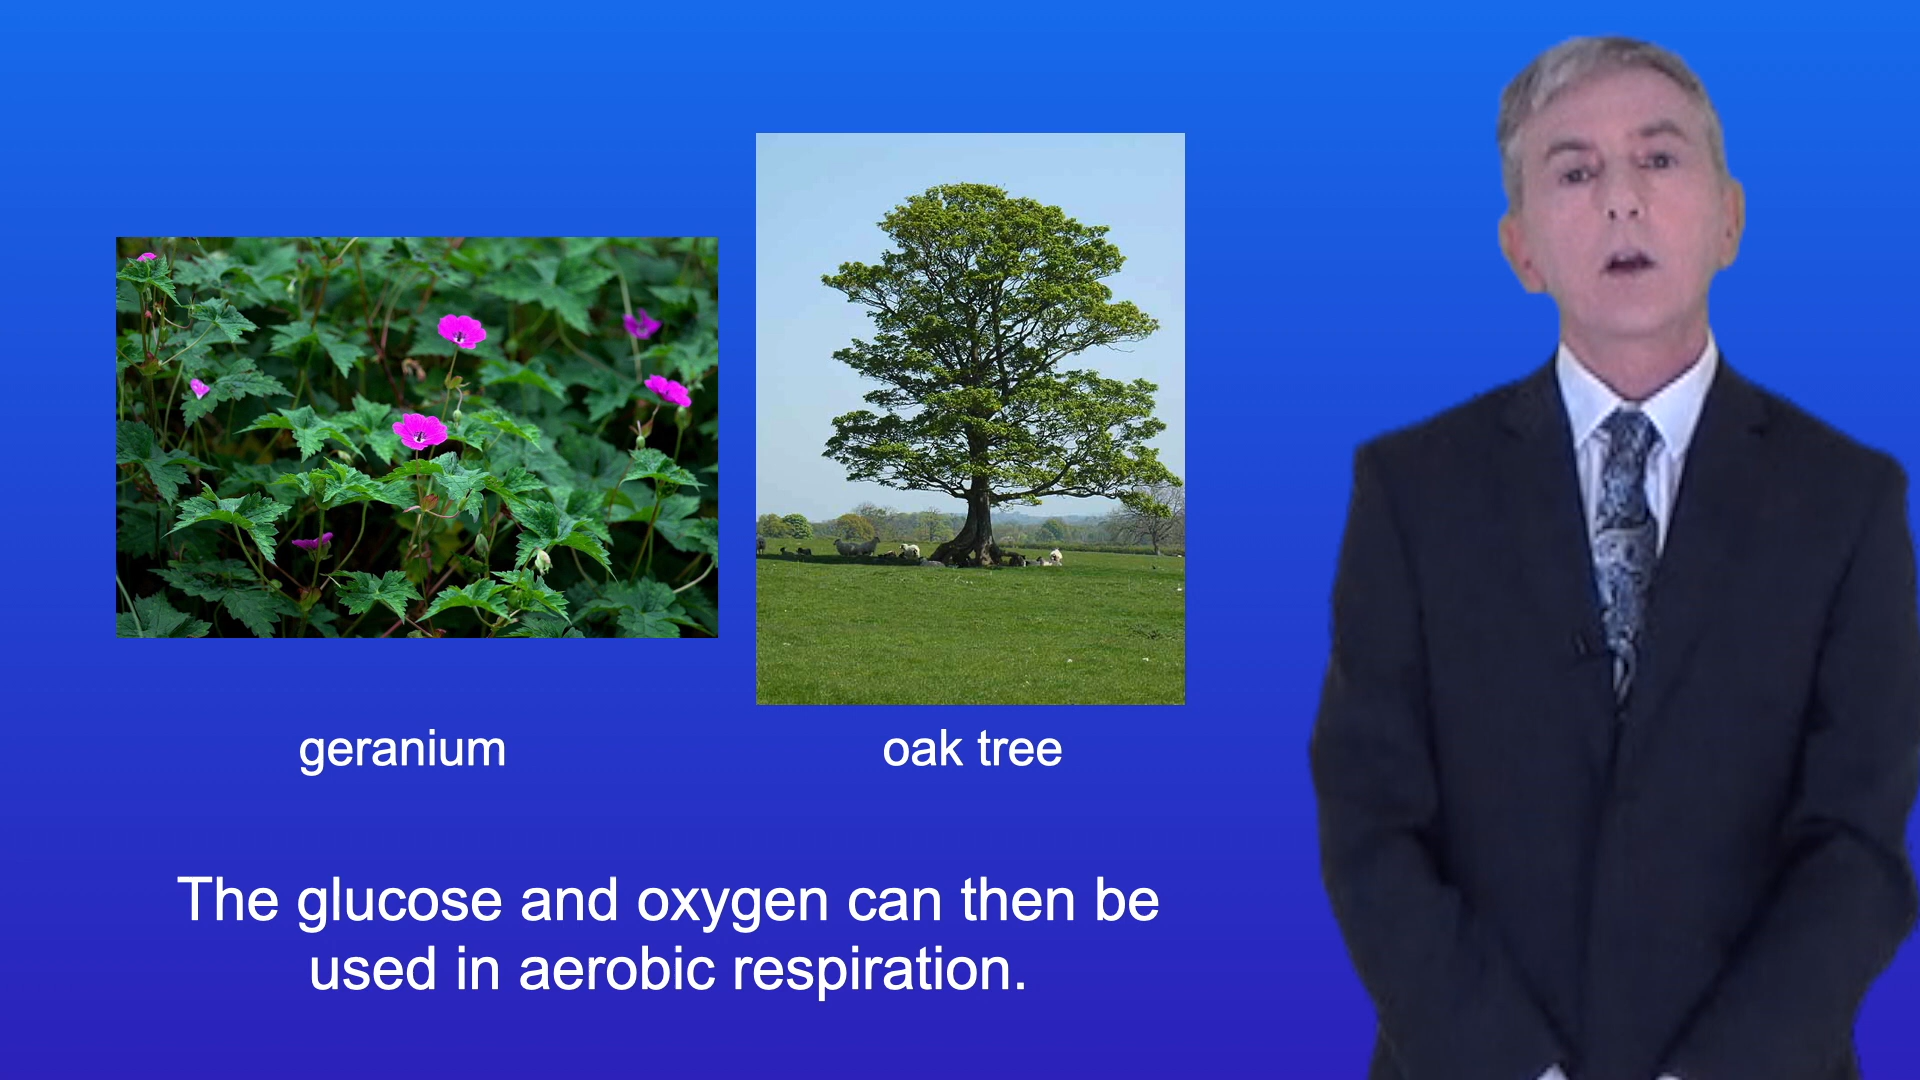 geranium
oak tree
The glucose and oxygen can then be
used in aerobic respiration.